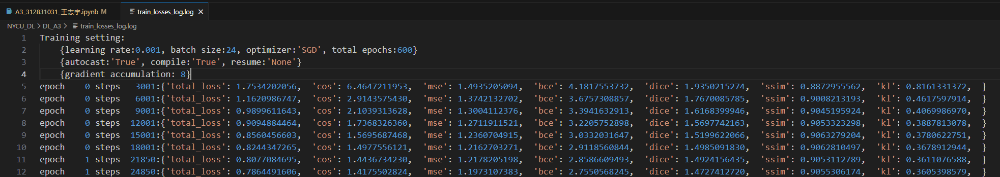 A3_312831031_王志宇.ipynb M
train_losses_log.log
NYCU_DL > DL_A3 > train_losses_log.log
1 Training setting:
2 {learning rate:0.001, batch size:24, optimizer:'SGD', total epochs:600}
3 {autocast:'True', compile:'True', resume:'None'}
4 {gradient accumulation: 8}
5 epoch 0 steps 3001:{'total_loss': 1.7534202056, 'cos': 6.4647211953, 'mse': 1.4935205094, 'bce': 4.1817553732, 'dice': 1.9350215274, 'ssim': 0.8872955562, 'kl': 0.8161331372, }
6 epoch 0 steps 6001:{'total_loss': 1.1620986747, 'cos': 2.9143575430, 'mse': 1.3742132702, 'bce': 3.6757308857, 'dice': 1.7670085785, 'ssim': 0.9008213193, 'kl': 0.4617597914, }
7 epoch 0 steps 9001:{'total_loss': 0.9899611643, 'cos': 2.1039313628, 'mse': 1.3004112376, 'bce': 3.3941632913, 'dice': 1.6168399946, 'ssim': 0.9045195924, 'kl': 0.4069986970, }
8 epoch 0 steps 12001:{'total_loss': 0.9094884464, 'cos': 1.7368326360, 'mse': 1.2711911521, 'bce': 3.2205752898, 'dice': 1.5697742163, 'ssim': 0.9053323298, 'kl': 0.3887813078, }
9 epoch 0 steps 15001:{'total_loss': 0.8560456603, 'cos': 1.5695687468, 'mse': 1.2360704915, 'bce': 3.0332031647, 'dice': 1.5199622066, 'ssim': 0.9063279204, 'kl': 0.3780622751, }
10 epoch 0 steps 18001:{'total_loss': 0.8244347265, 'cos': 1.4977556121, 'mse': 1.2162703271, 'bce': 2.9118560844, 'dice': 1.4985091830, 'ssim': 0.9062810497, 'kl': 0.3678912944, }
11 epoch 1 steps 21850:{'total_loss': 0.8077084695, 'cos': 1.4436734230, 'mse': 1.2178205198, 'bce': 2.8586609493, 'dice': 1.4924156435, 'ssim': 0.9053112789, 'kl': 0.3611076588, }
12 epoch 1 steps 24850:{'total_loss': 0.7864491606, 'cos': 1.4175502824, 'mse': 1.1973107383, 'bce': 2.7550568245, 'dice': 1.4727412720, 'ssim': 0.9055306174, 'kl': 0.3605398579, }